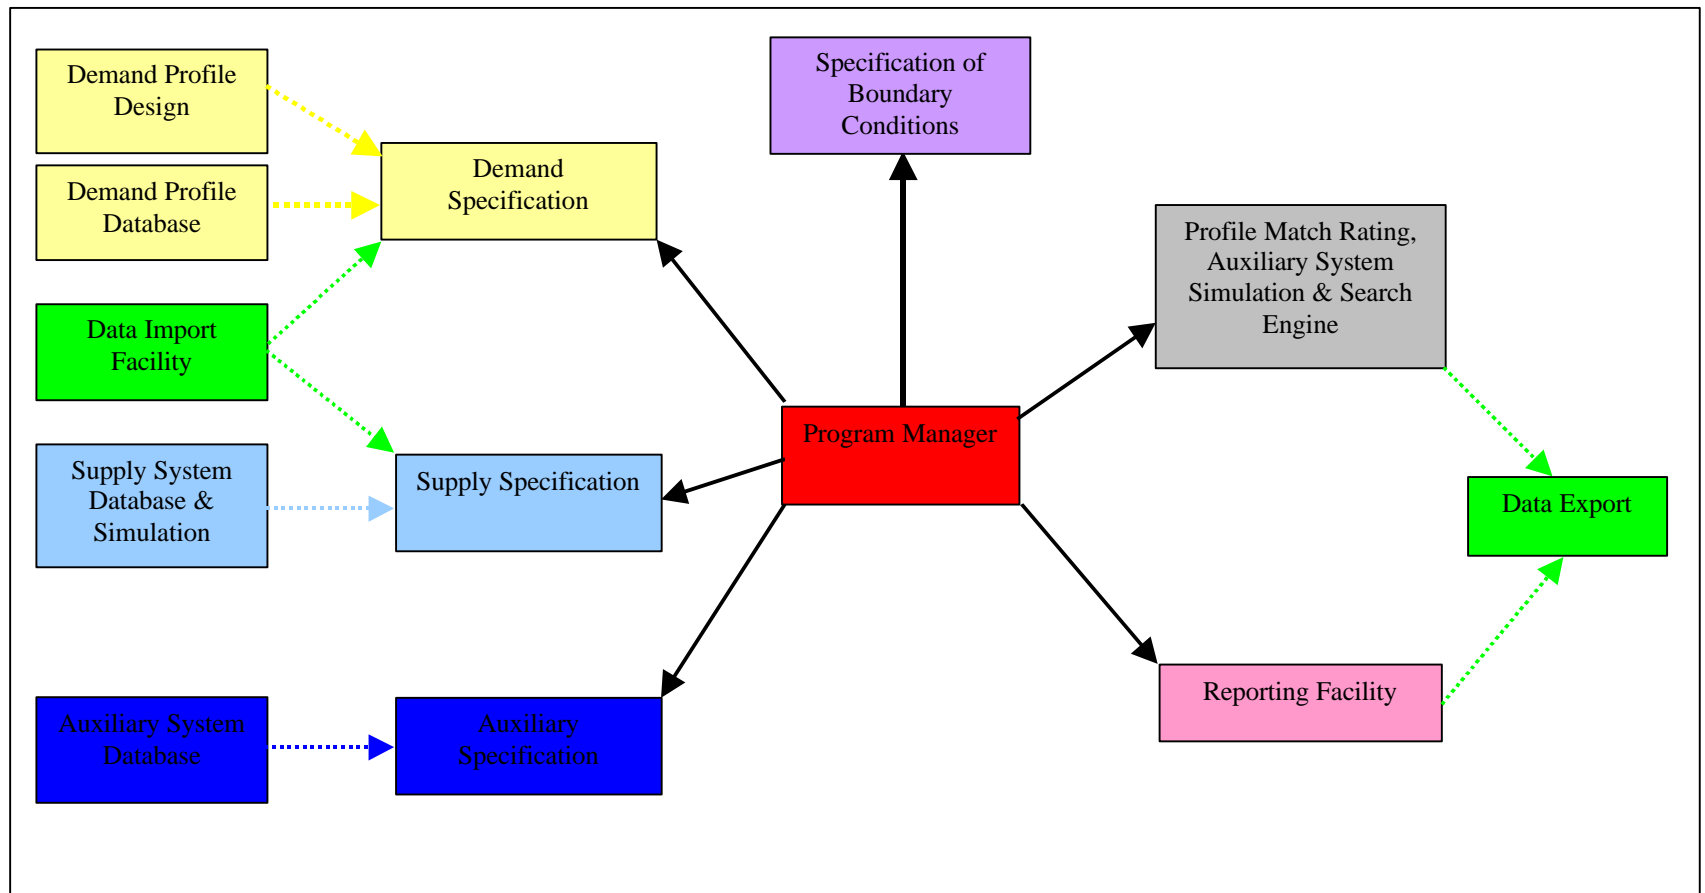 Demand Profile
Design
Demand Profile
Database
Data Import
Facility
Supply System
Database &
Simulation
Auxiliary System
Database
Demand
Specification
Supply Specification
Auxiliary
Specification
Specification of
Boundary
Conditions
Program Manager
Profile Match Rating,
Auxiliary System
Simulation & Search
Engine
Reporting Facility
Data Export